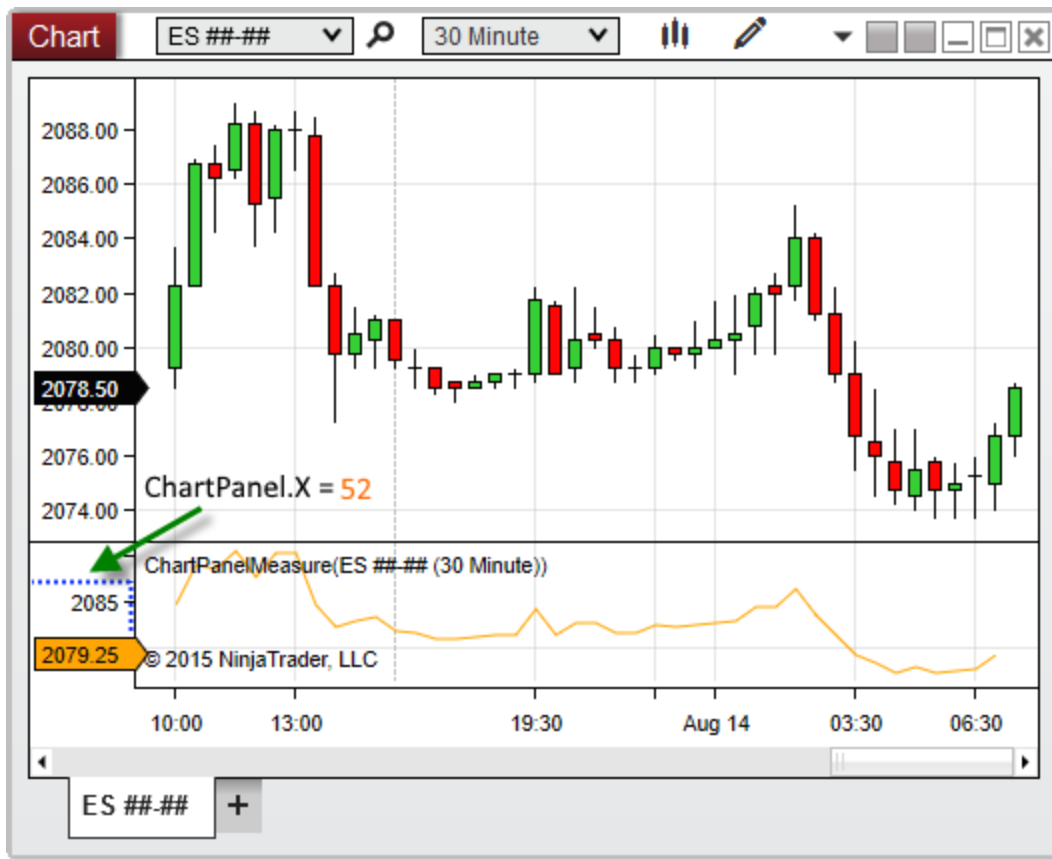 Chart ES ##-## 30 Minute
2088.00
2086.00
2084.00
2082.00
2080.00
2078.50
2078.00
2076.00
ChartPanel.X = 52
2074.00
ChartPanelMeasure(ES ##-## (30 Minute))
2085
2079.25
© 2015 NinjaTrader, LLC
10:00 13:00 19:30 Aug 14 03:30 06:30
ES ##-## +